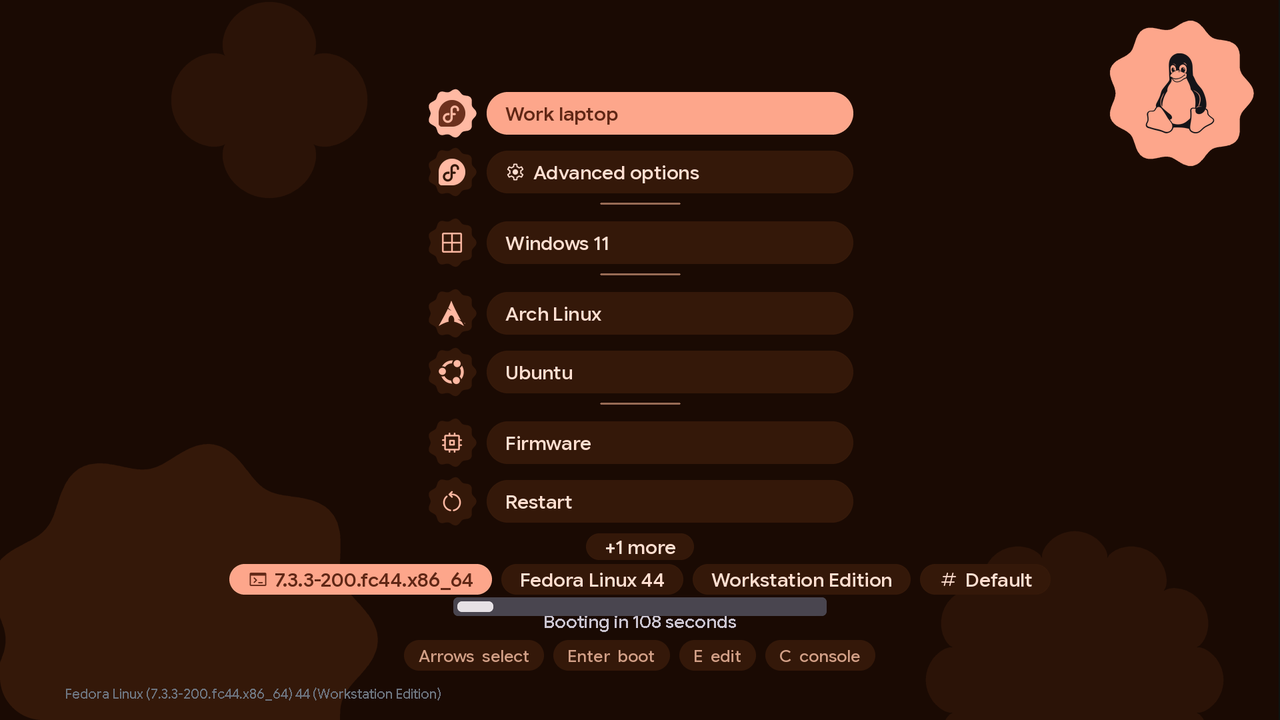 Work laptop
Advanced options
Windows 11
Arch Linux
Ubuntu
Firmware
Restart
+1 more
7.3.3-200.fc44.x86_64 Fedora Linux 44 Workstation Edition # Default
Booting in 108 seconds
Arrows select Enter boot E edit C console
Fedora Linux (7.3.3-200.fc44.x86_64) 44 (Workstation Edition)